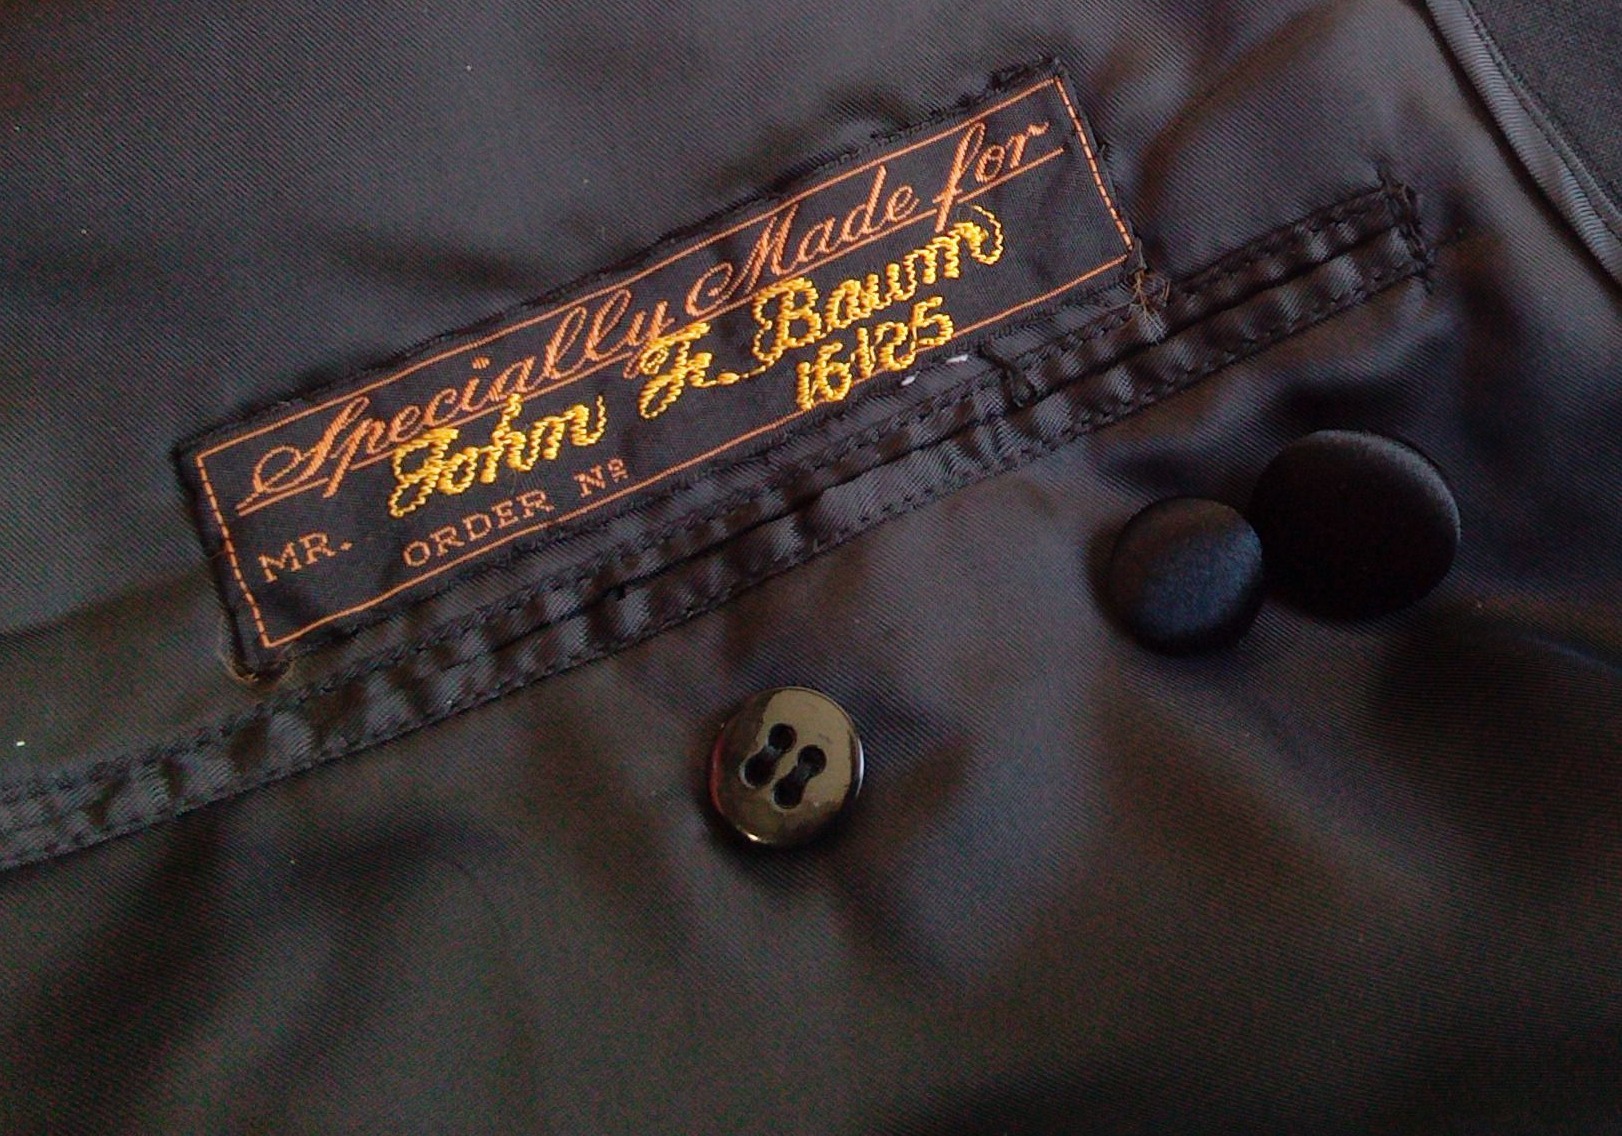 Specially Made for
MR. John F. Baum
ORDER Nº 16125